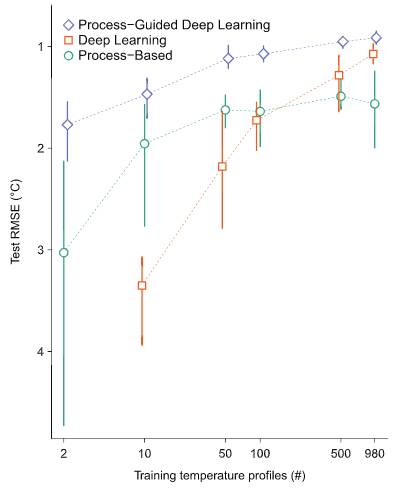 Process-Guided Deep Learning
Deep Learning
Process-Based
1
2
3
4
Test RMSE (°C)
2 10 50 100 500 980
Training temperature profiles (#)